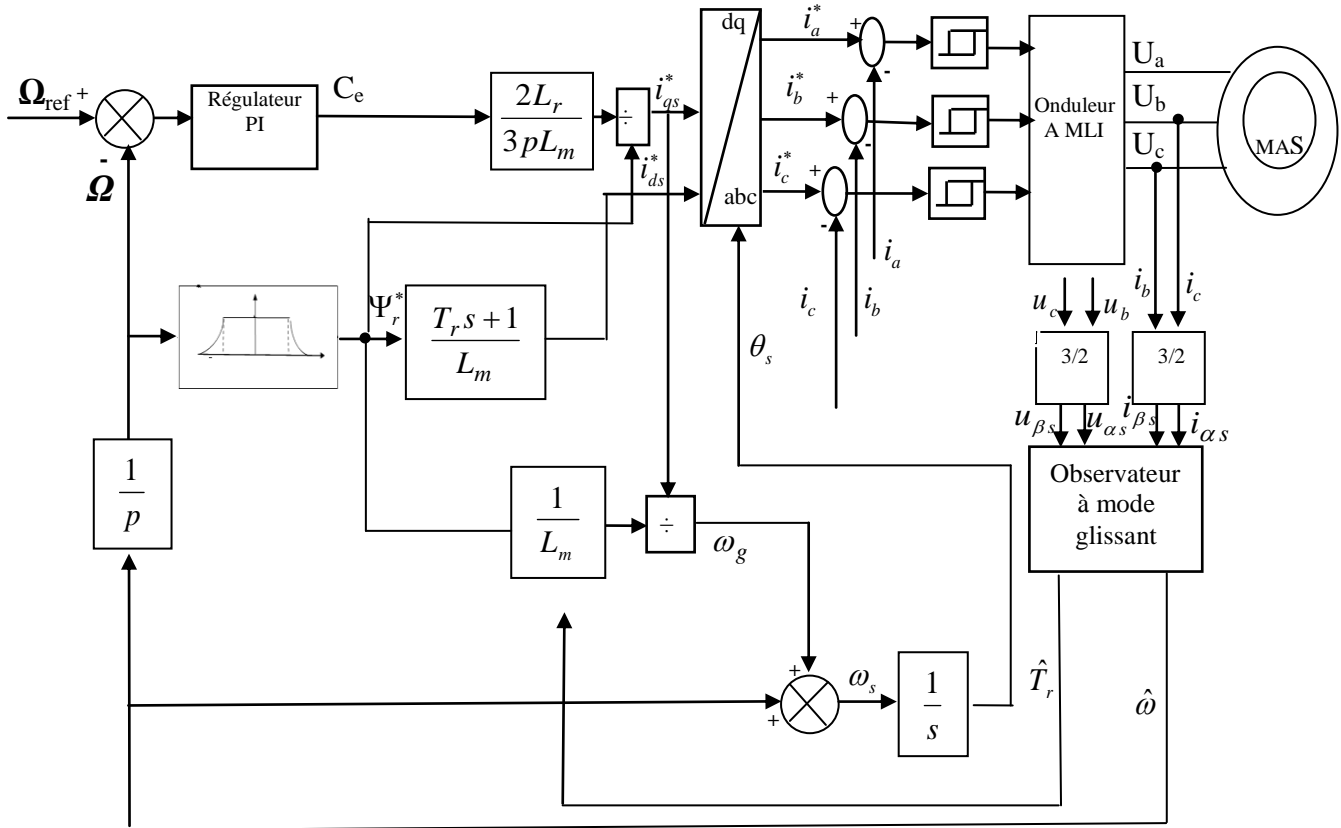 Ω_ref +
-
Ω
Régulateur
PI
C_e
2L_r
3pL_m
÷
i*_qs
i*_ds
dq
abc
i*_a
i*_b
i*_c
+
-
+
-
+
-
i_a
i_b
i_c
Onduleur
A MLI
U_a
U_b
U_c
MAS
u_c
u_b
i_b
i_c
3/2
3/2
u_βs
u_αs
i_βs
i_αs
Observateur
à mode
glissant
Ψ*_r
T_r s + 1
L_m
θ_s
1
p
1
L_m
÷
ω_g
+
+
ω_s
1
s
T̂_r
ω̂